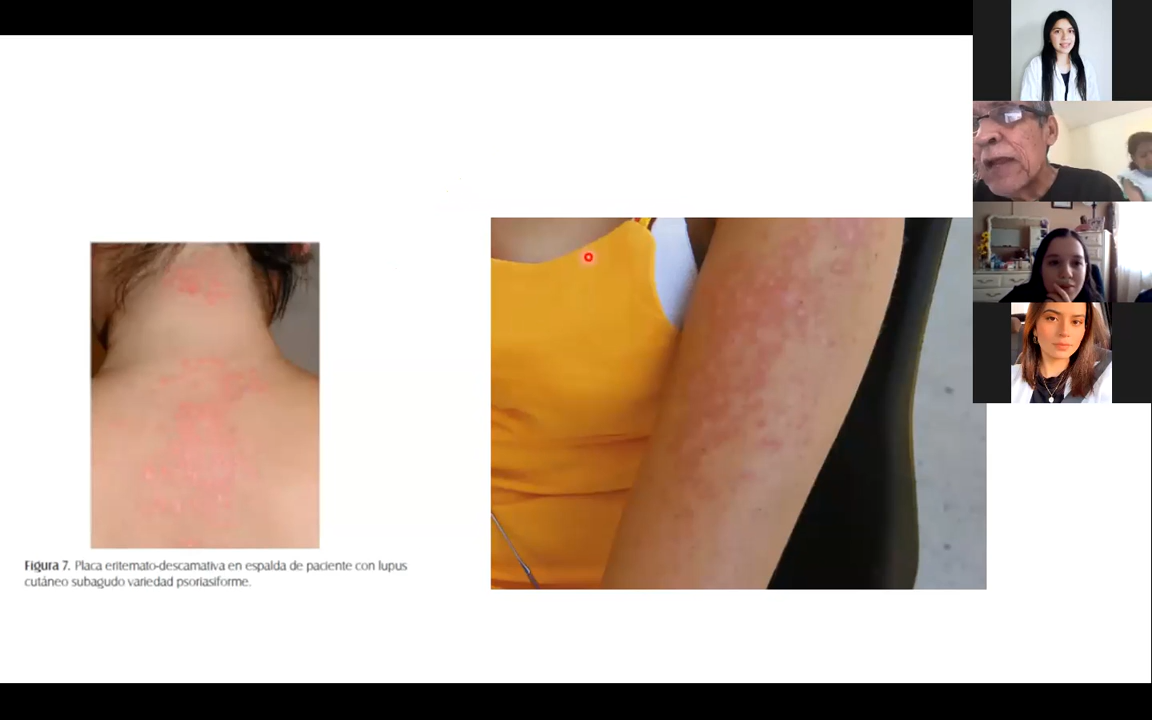 Figura 7. Placa eritemato-descamativa en espalda de paciente con lupus
cutáneo subagudo variedad psoriasiforme.